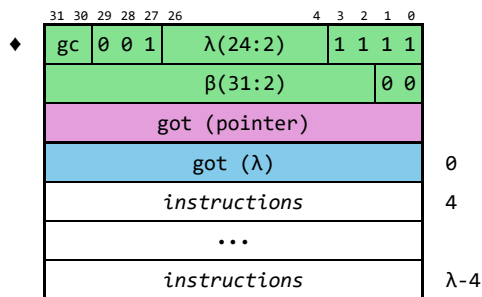 31 30 29 28 27 26 4 3 2 1 0
♦ gc 0 0 1 λ(24:2) 1 1 1 1
β(31:2) 0 0
got (pointer)
got (λ) 0
instructions 4
...
instructions λ-4